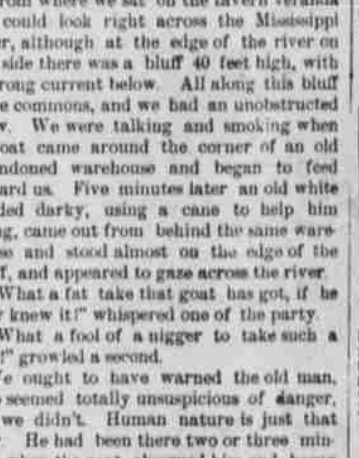 from where we sat on the tavern veranda
could look right across the Mississippi
r, although at the edge of the river on
side there was a bluff 40 feet high, with
rong current below. All along this bluff
e commons, and we had an unobstructed
w. We were talking and smoking when
oat came around the corner of an old
ndoned warehouse and began to feed
ard us. Five minutes later an old white
ded darky, using a cane to help him
ng, came out from behind the same ware-
se and stood almost on the edge of the
f, and appeared to gaze across the river.
What a fat take that goat has got, if he
r knew it!" whispered one of the party.
What a fool of a nigger to take such a
!" growled a second.
e ought to have warned the old man,
seemed totally unsuspicious of danger,
we didn't. Human nature is just that
. He had been there two or three min-